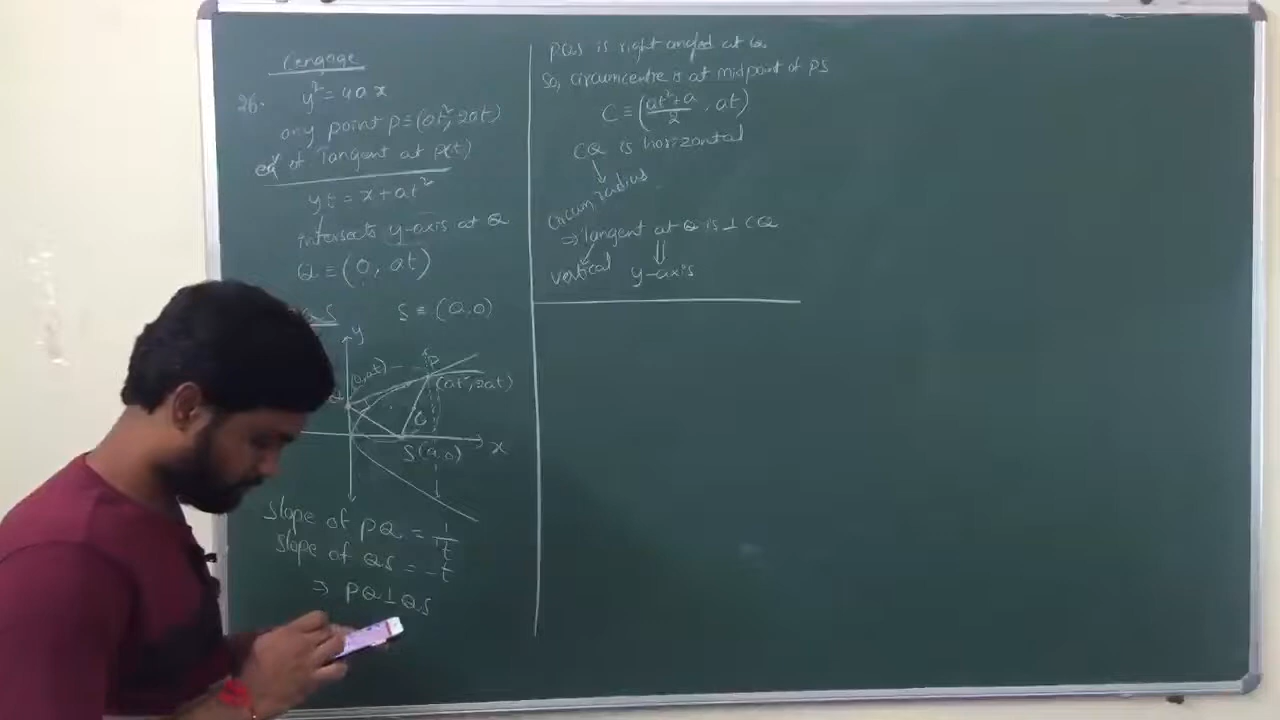 Cengage
26.
y² = 4ax
any point P ≡ (at², 2at)
eqⁿ of Tangent at P(t)
yt = x + at²
intersects y-axis at Q
Q ≡ (0, at)
S ≡ (a,0)
y
(0,at)
P
(at², 2at)
C
x
S(a,0)
Slope of PQ = 1/t
Slope of QS = -t
⇒ PQ ⊥ QS
PQS is right angled at Q.
So, circumcentre is at midpoint of PS
C ≡ ((at²+a)/2, at)
CQ is horizontal
circumradius
⇒ Tangent at Q is ⊥ CQ
vertical y-axis